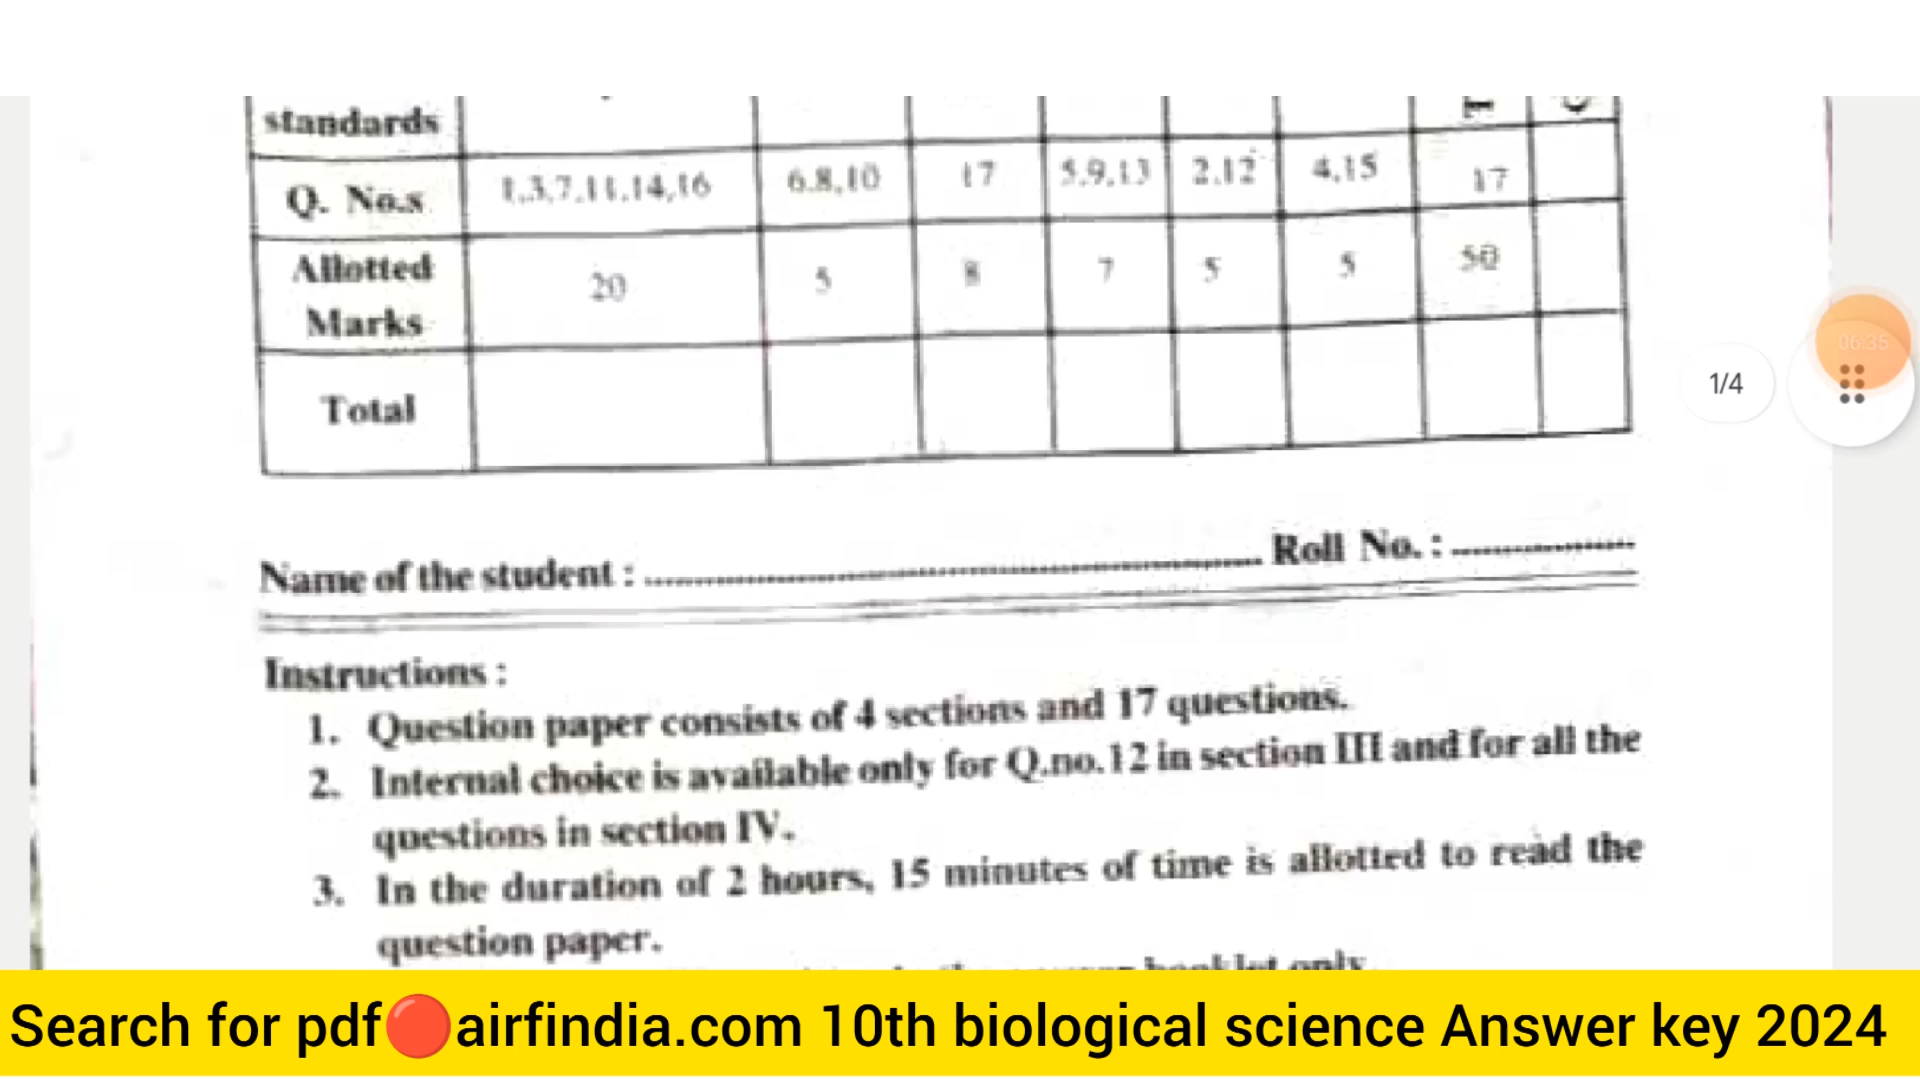 standards
Q. No.s 1,3,7,11,14,16 6,8,10 17 5,9,13 2,12 4,15 17
Allotted Marks 20 5 8 7 5 5 50
Total
Name of the student : ............................................................ Roll No. : ..................
Instructions :
1. Question paper consists of 4 sections and 17 questions.
2. Internal choice is available only for Q.no.12 in section III and for all the
questions in section IV.
3. In the duration of 2 hours, 15 minutes of time is allotted to read the
question paper.
booklet only.
1/4
06:35
Search for pdf🔴airfindia.com 10th biological science Answer key 2024